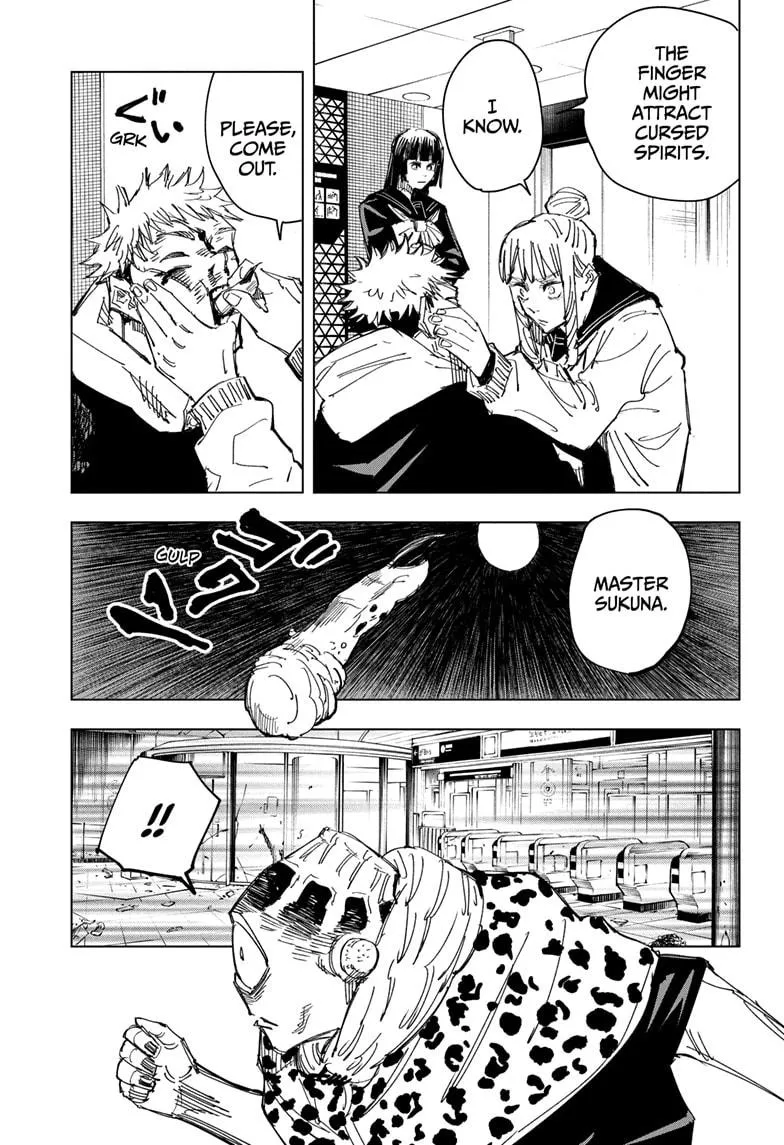 THE
FINGER
MIGHT
ATTRACT
CURSED
SPIRITS.
I
KNOW.
PLEASE,
COME
OUT.
ぐい
GRK
MASTER
SUKUNA.
ゴクン
GULP
!!